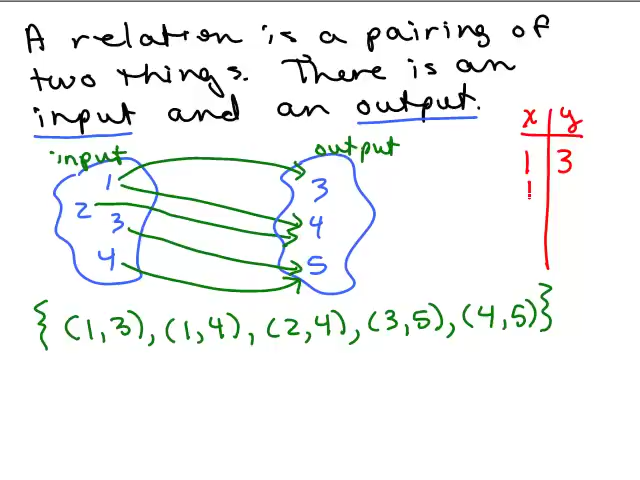 A relation is a pairing of
two things. There is an
input and an output.
x y
1 3
input output
1 3
2 4
3 5
4
{(1,3), (1,4), (2,4), (3,5), (4,5)}